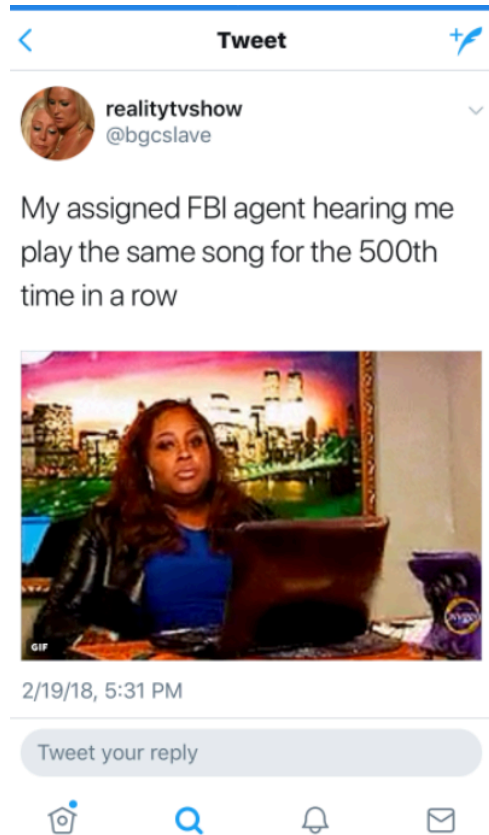 Tweet
realitytvshow
@bgcslave
My assigned FBI agent hearing me
play the same song for the 500th
time in a row
GIF
2/19/18, 5:31 PM
Tweet your reply